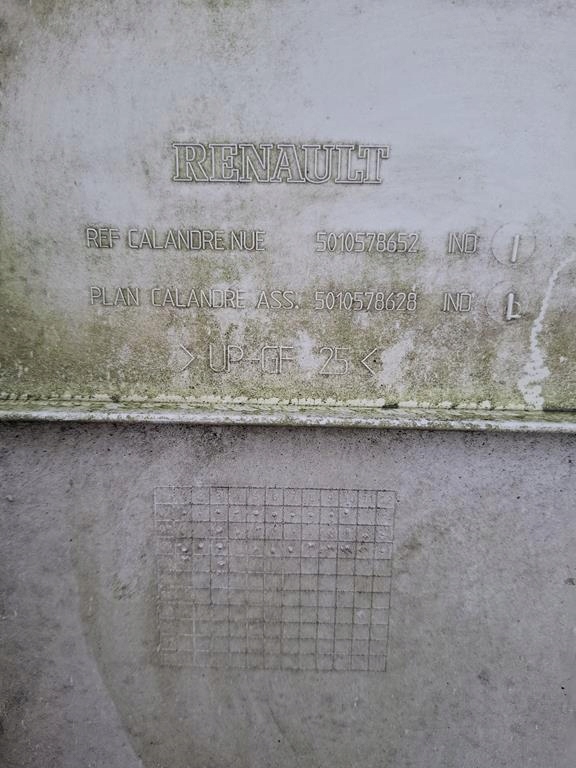 RENAULT
REF CALANDRE NUE 5010578652 IND I
PLAN CALANDRE ASS. 5010578628 IND L
> UP-GF 25 <